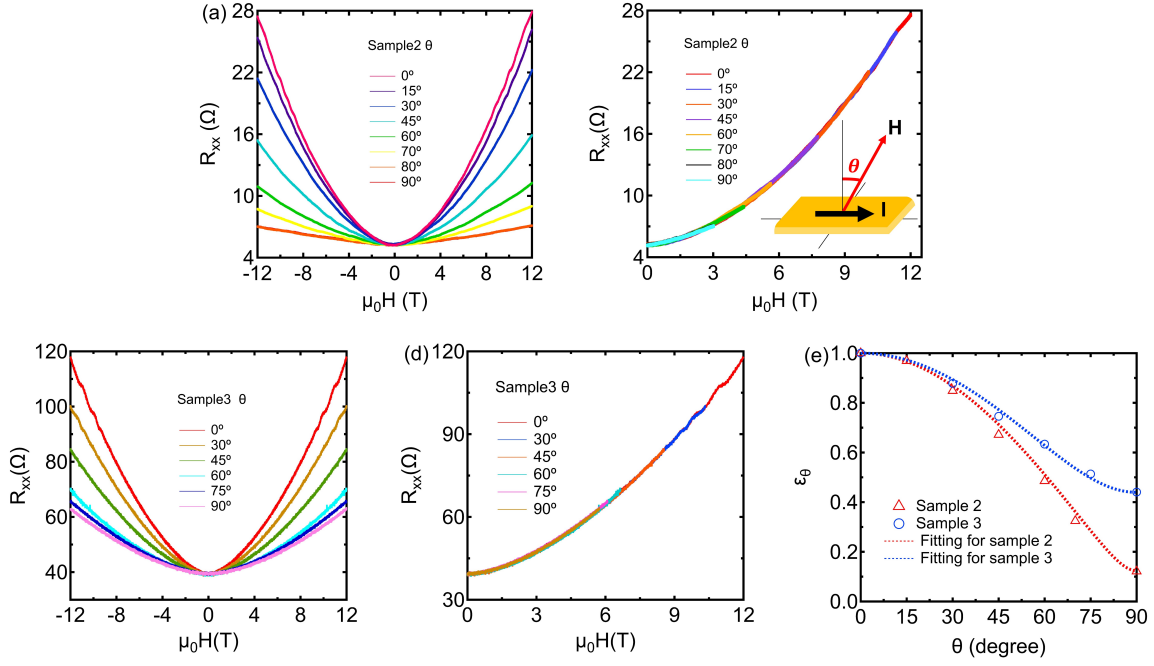 (a)
28
22
16
10
4
-12
-8
-4
0
4
8
12
Rxx (Ω)
μ0H (T)
Sample2 θ
0º
15º
30º
45º
60º
70º
80º
90º
28
22
16
10
4
0
3
6
9
12
Rxx(Ω)
μ0H (T)
Sample2 θ
0º
15º
30º
45º
60º
70º
80º
90º
H
θ
I
120
100
80
60
40
-12
-8
-4
0
4
8
12
Rxx(Ω)
μ0H(T)
Sample3 θ
0º
30º
45º
60º
75º
90º
(d)
120
90
60
30
0
3
6
9
12
Rxx(Ω)
μ0H(T)
Sample3 θ
0º
30º
45º
60º
75º
90º
(e)
1.0
0.8
0.6
0.4
0.2
0.0
0
15
30
45
60
75
90
εθ
θ (degree)
Sample 2
Sample 3
Fitting for sample 2
Fitting for sample 3